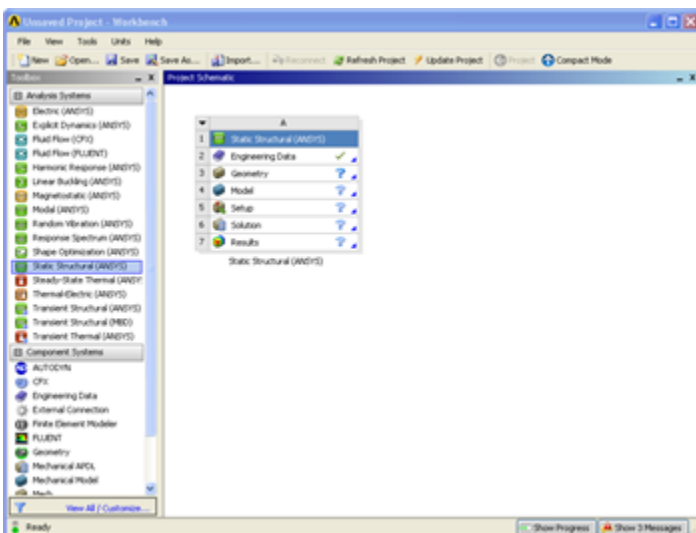 Unsaved Project - Workbench
File View Tools Units Help
New Open... Save Save As... Import... Reconnect Refresh Project Update Project Project Compact Mode
Toolbox
Project Schematic
Analysis Systems
Electric (ANSYS)
Explicit Dynamics (ANSYS)
Fluid Flow (CFX)
Fluid Flow (FLUENT)
Harmonic Response (ANSYS)
Linear Buckling (ANSYS)
Magnetostatic (ANSYS)
Modal (ANSYS)
Random Vibration (ANSYS)
Response Spectrum (ANSYS)
Shape Optimization (ANSYS)
Static Structural (ANSYS)
Steady-State Thermal (ANSY
Thermal-Electric (ANSYS)
Transient Structural (ANSYS)
Transient Structural (MBD)
Transient Thermal (ANSYS)
Component Systems
AUTODYN
CFX
Engineering Data
External Connection
Finite Element Modeler
FLUENT
Geometry
Mechanical APDL
Mechanical Model
Mesh
View All / Customize...
A
1 Static Structural (ANSYS)
2 Engineering Data
3 Geometry ?
4 Model ?
5 Setup ?
6 Solution ?
7 Results ?
Static Structural (ANSYS)
Ready
Show Progress Show 3 Messages